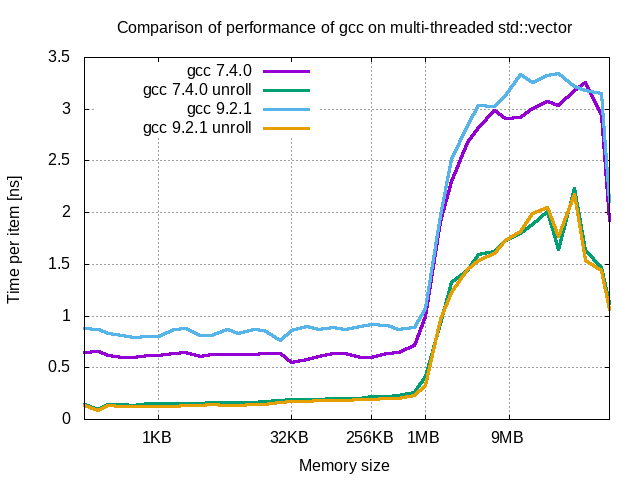 Comparison of performance of gcc on multi-threaded std::vector
3.5
3
2.5
2
1.5
1
0.5
0
Time per item [ns]
gcc 7.4.0
gcc 7.4.0 unroll
gcc 9.2.1
gcc 9.2.1 unroll
1KB 32KB 256KB 1MB 9MB
Memory size